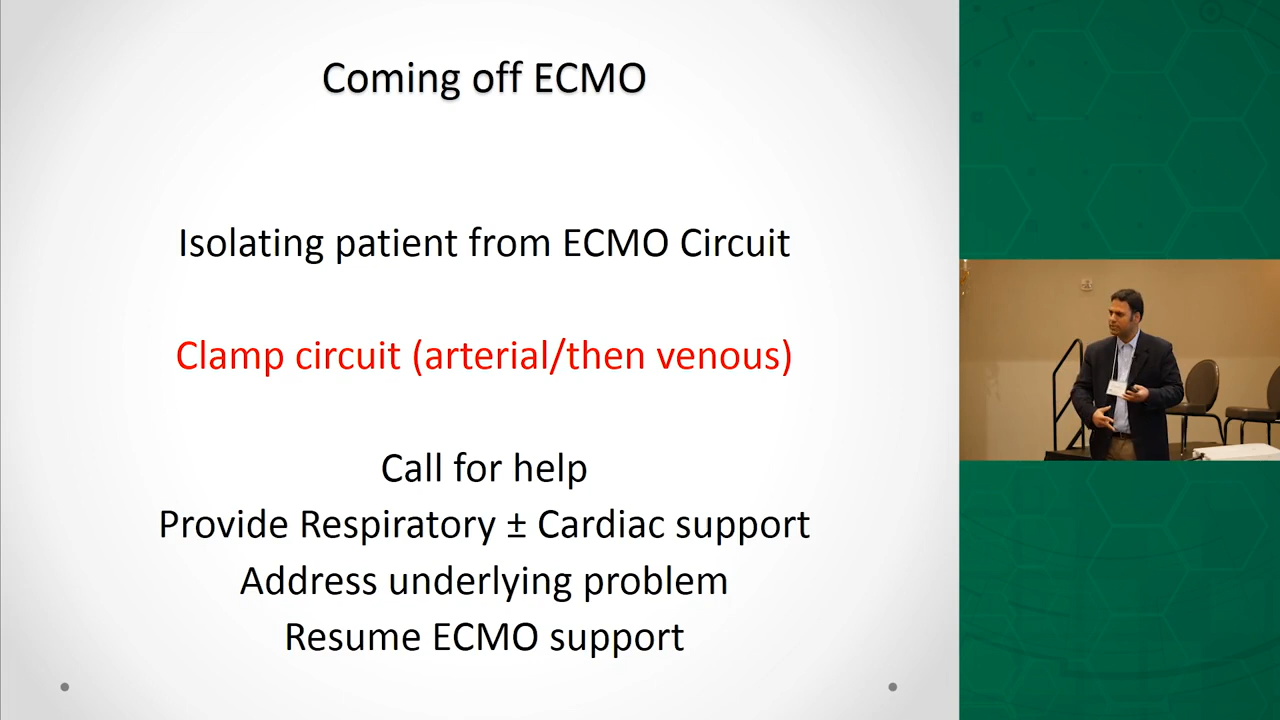 Coming off ECMO
Isolating patient from ECMO Circuit
Clamp circuit (arterial/then venous)
Call for help
Provide Respiratory ± Cardiac support
Address underlying problem
Resume ECMO support